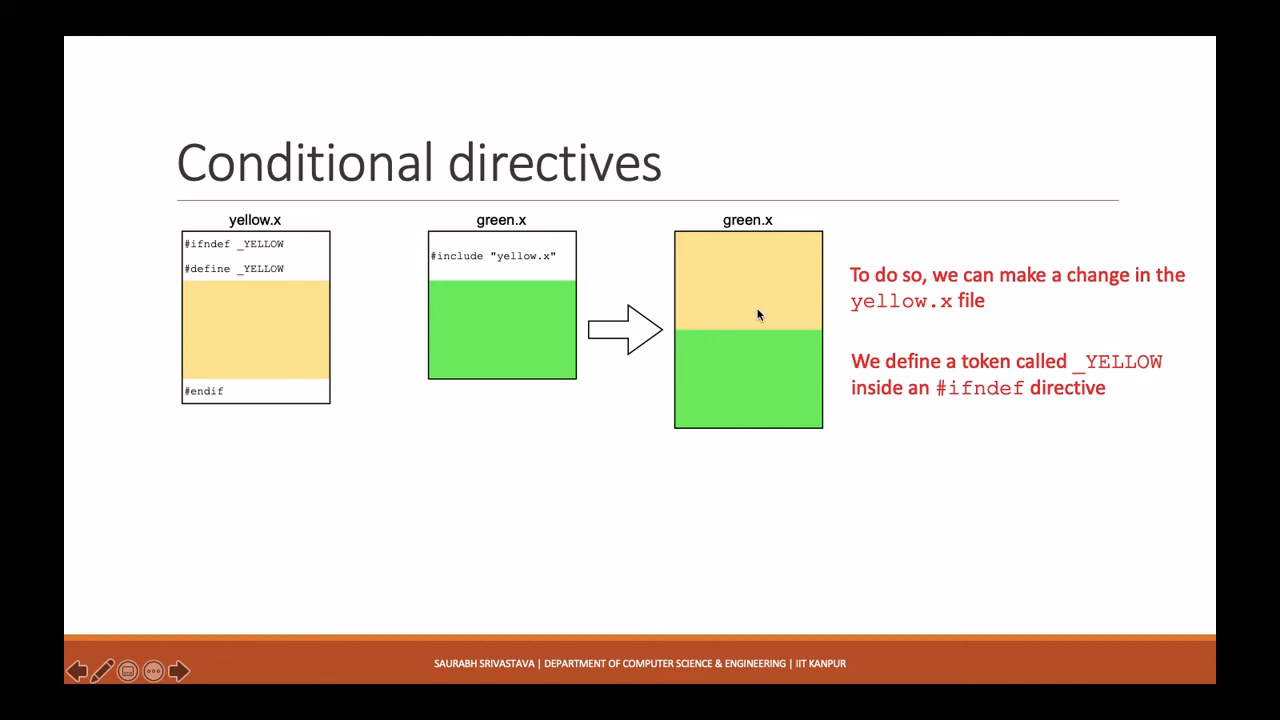 Conditional directives
yellow.x
#ifndef _YELLOW
#define _YELLOW
#endif
green.x
#include "yellow.x"
green.x
To do so, we can make a change in the
yellow.x file
We define a token called _YELLOW
inside an #ifndef directive
SAURABH SRIVASTAVA | DEPARTMENT OF COMPUTER SCIENCE & ENGINEERING | IIT KANPUR